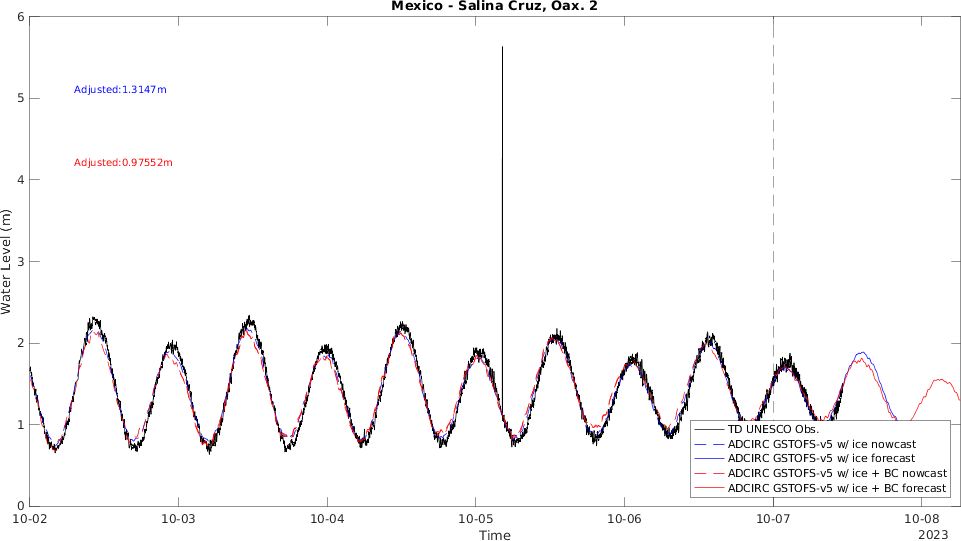 Mexico - Salina Cruz, Oax. 2
6
5
4
3
2
1
0
Water Level (m)
Adjusted:1.3147m
Adjusted:0.97552m
TD UNESCO Obs.
ADCIRC GSTOFS-v5 w/ ice nowcast
ADCIRC GSTOFS-v5 w/ ice forecast
ADCIRC GSTOFS-v5 w/ ice + BC nowcast
ADCIRC GSTOFS-v5 w/ ice + BC forecast
10-02 10-03 10-04 10-05 10-06 10-07 10-08
Time
2023